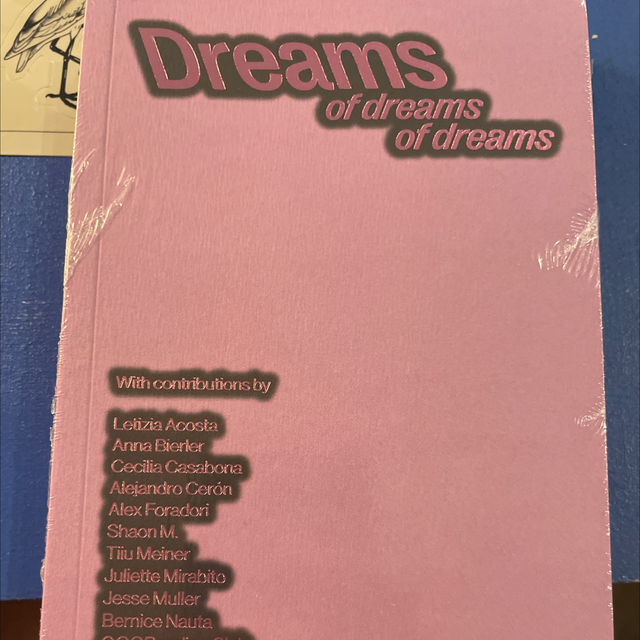 Dreams
of dreams
of dreams
With contributions by
Letizia Acosta
Anna Bierler
Cecilia Casabona
Alejandro Cerón
Alex Foradori
Shaon M.
Tiiu Meiner
Juliette Mirabito
Jesse Muller
Bernice Nauta